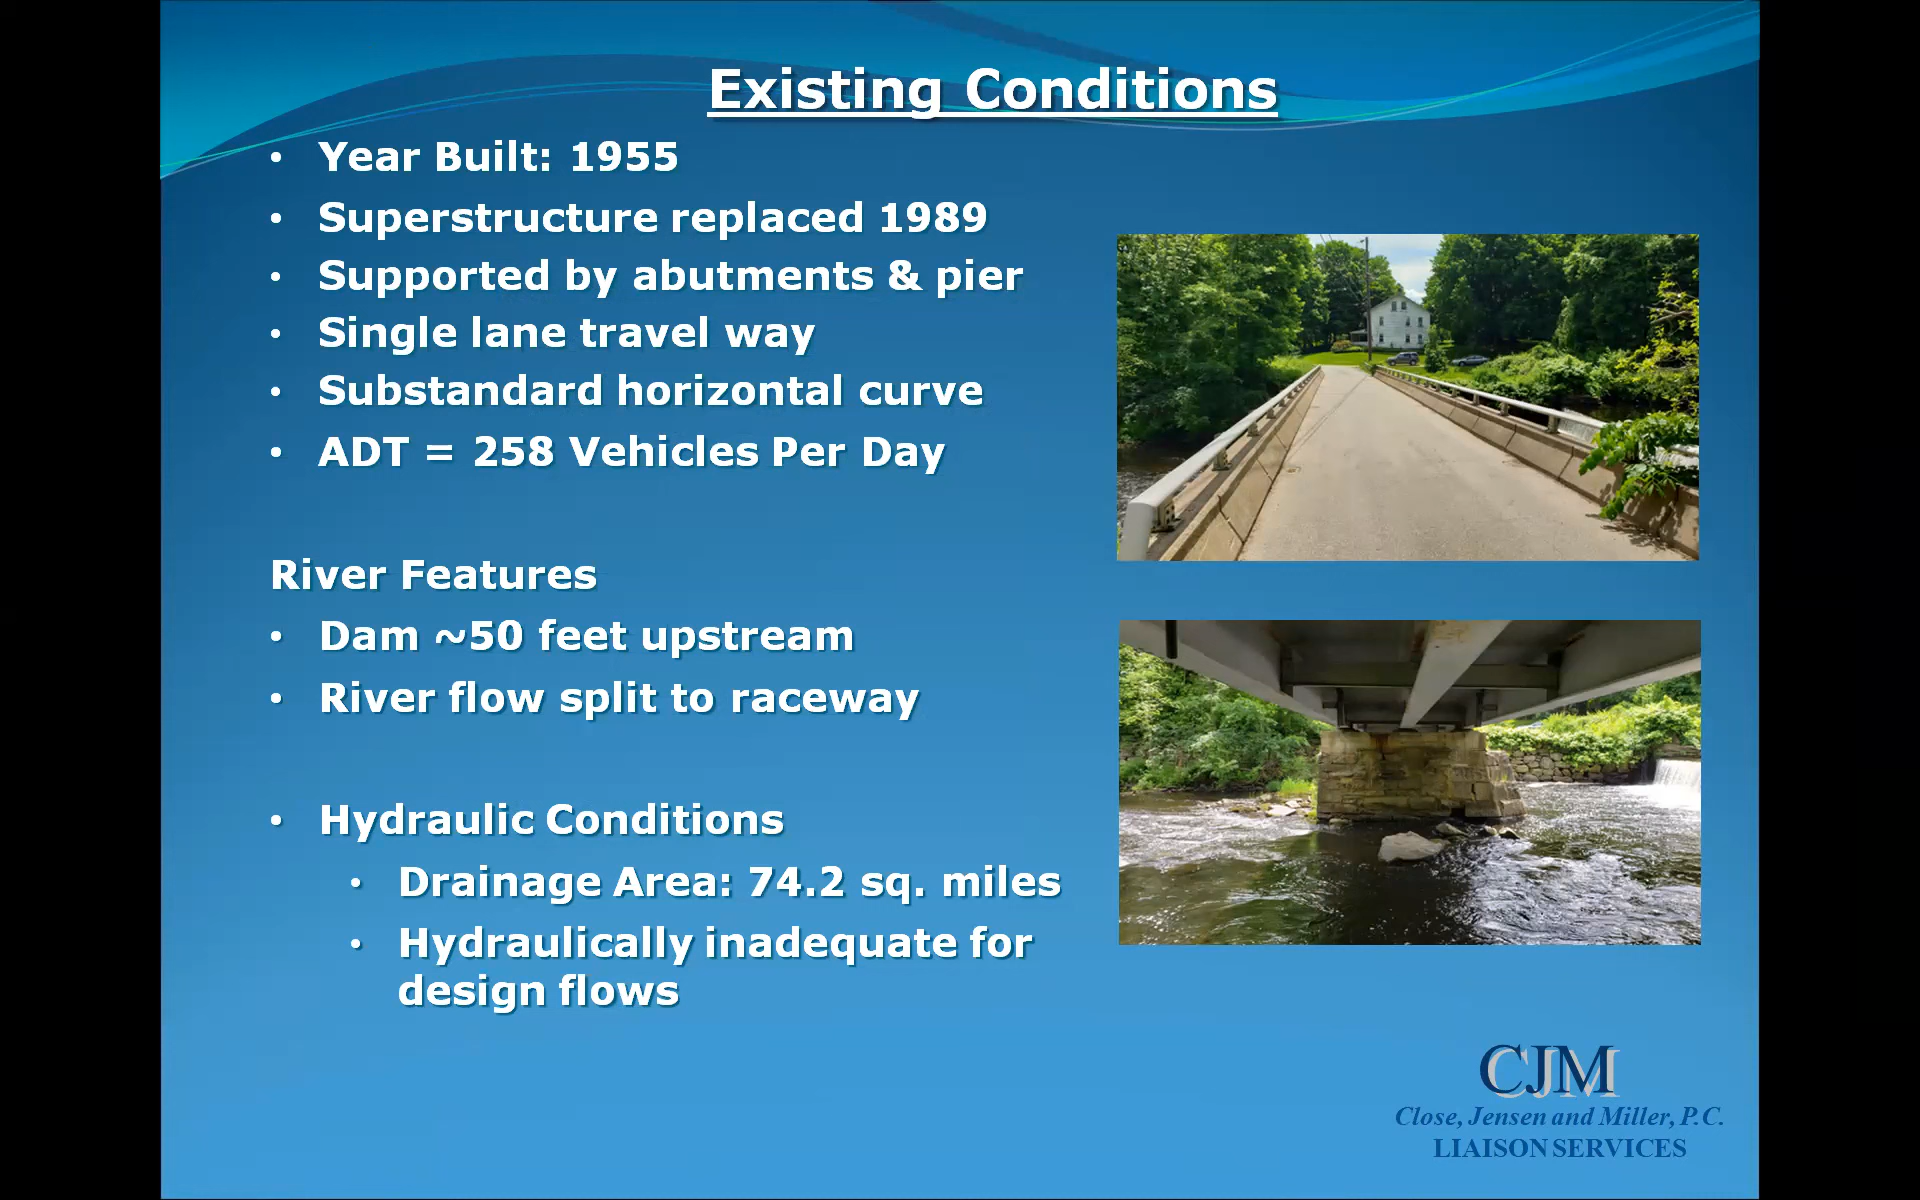 Existing Conditions
• Year Built: 1955
• Superstructure replaced 1989
• Supported by abutments & pier
• Single lane travel way
• Substandard horizontal curve
• ADT = 258 Vehicles Per Day
River Features
• Dam ~50 feet upstream
• River flow split to raceway
• Hydraulic Conditions
• Drainage Area: 74.2 sq. miles
• Hydraulically inadequate for
design flows
CJM
Close, Jensen and Miller, P.C.
LIAISON SERVICES